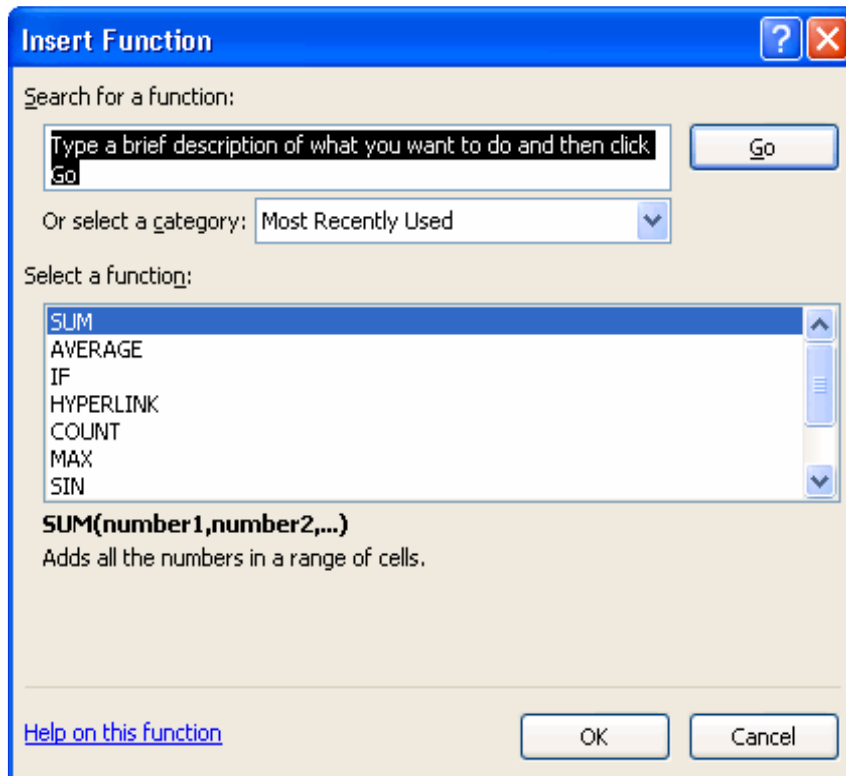 Insert Function
Search for a function:
Type a brief description of what you want to do and then click
Go
Go
Or select a category: Most Recently Used
Select a function:
SUM
AVERAGE
IF
HYPERLINK
COUNT
MAX
SIN
SUM(number1,number2,...)
Adds all the numbers in a range of cells.
Help on this function
OK
Cancel